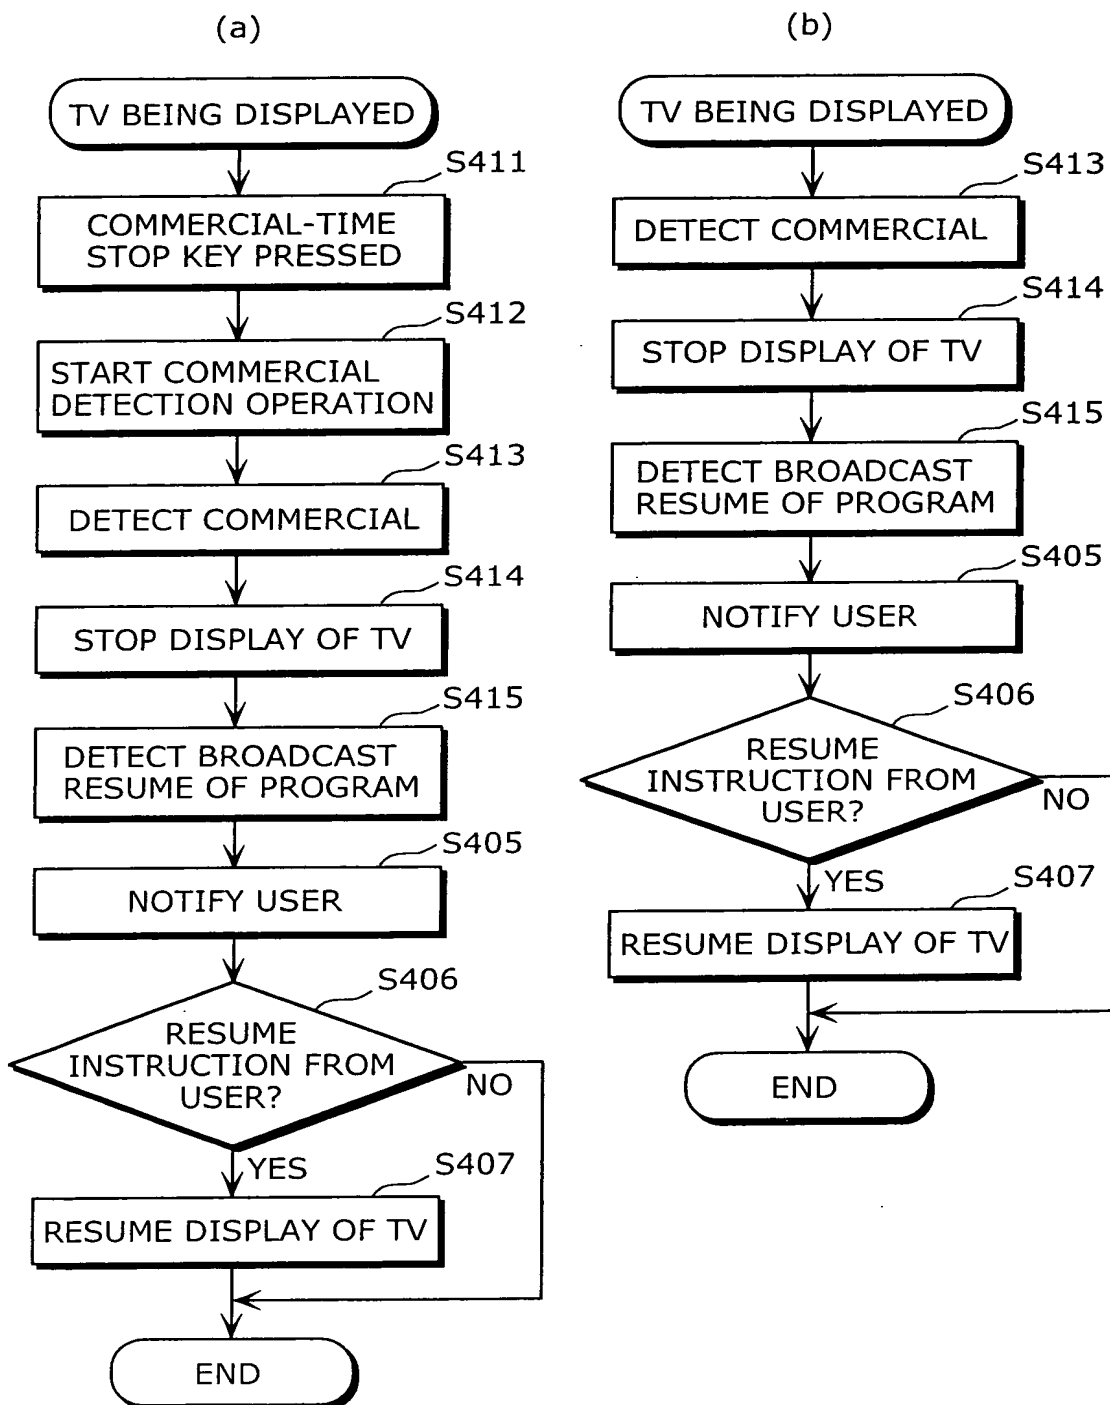 (a)
TV BEING DISPLAYED
S411
COMMERCIAL-TIME
STOP KEY PRESSED
S412
START COMMERCIAL
DETECTION OPERATION
S413
DETECT COMMERCIAL
S414
STOP DISPLAY OF TV
S415
DETECT BROADCAST
RESUME OF PROGRAM
S405
NOTIFY USER
S406
RESUME
INSTRUCTION FROM
USER?
NO
YES
S407
RESUME DISPLAY OF TV
END
(b)
TV BEING DISPLAYED
S413
DETECT COMMERCIAL
S414
STOP DISPLAY OF TV
S415
DETECT BROADCAST
RESUME OF PROGRAM
S405
NOTIFY USER
S406
RESUME
INSTRUCTION FROM
USER?
NO
YES
S407
RESUME DISPLAY OF TV
END